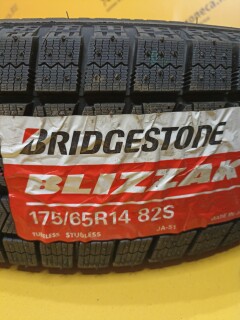 BRIDGESTONE
BLIZZAK
175/65R14 82S
TUBELESS STUDLESS